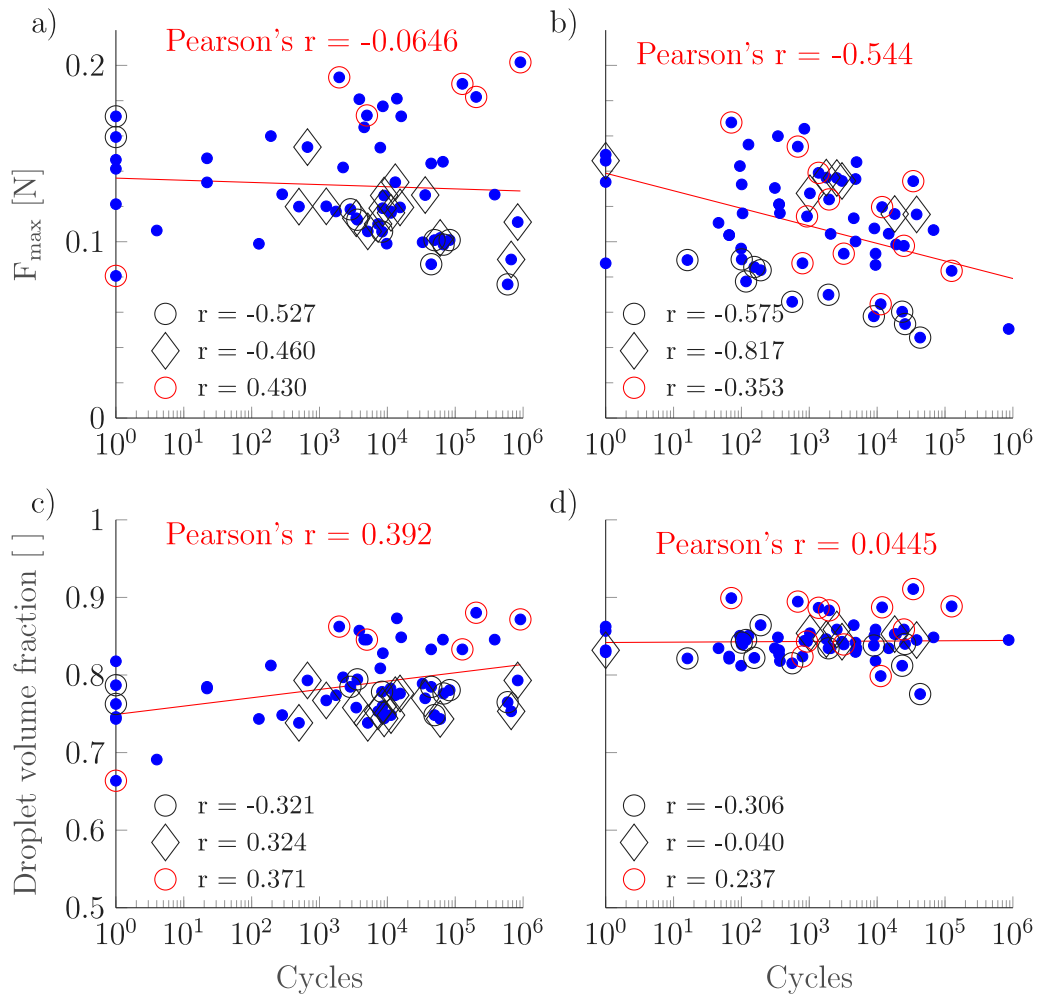 a)
Pearson's r = -0.0646
0.2
0.1
0
F_max [N]
r = -0.527
r = -0.460
r = 0.430
10^0 10^1 10^2 10^3 10^4 10^5 10^6
b)
Pearson's r = -0.544
r = -0.575
r = -0.817
r = -0.353
10^0 10^1 10^2 10^3 10^4 10^5 10^6
c)
Pearson's r = 0.392
1
0.9
0.8
0.7
0.6
0.5
Droplet volume fraction [ ]
r = -0.321
r = 0.324
r = 0.371
10^0 10^1 10^2 10^3 10^4 10^5 10^6
Cycles
d)
Pearson's r = 0.0445
r = -0.306
r = -0.040
r = 0.237
10^0 10^1 10^2 10^3 10^4 10^5 10^6
Cycles